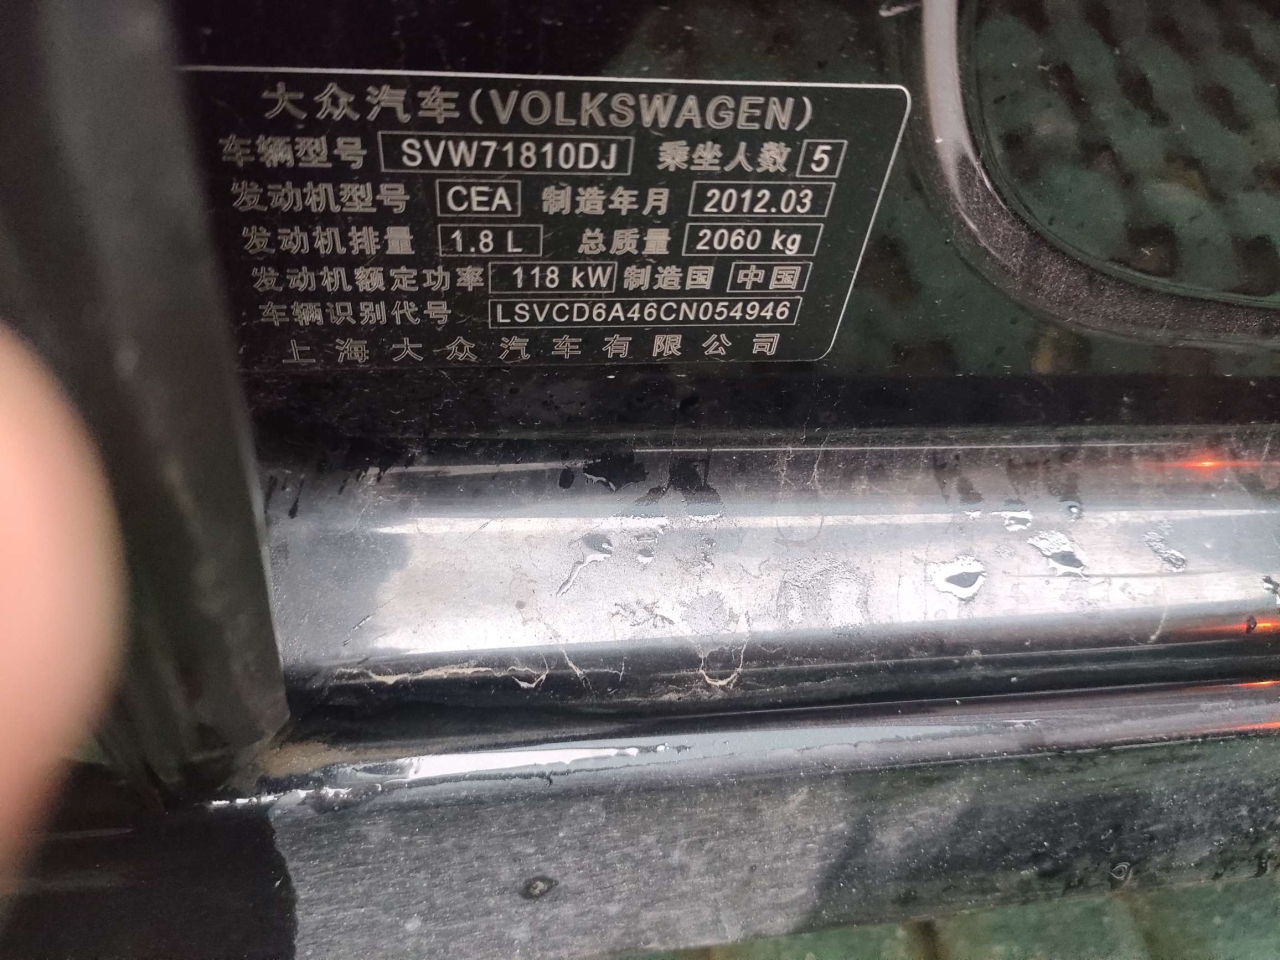 大众汽车(VOLKSWAGEN)
车辆型号 SVW71810DJ 乘坐人数 5
发动机型号 CEA 制造年月 2012.03
发动机排量 1.8 L 总质量 2060 kg
发动机额定功率 118 kW 制造国 中国
车辆识别代号 LSVCD6A46CN054946
上海大众汽车有限公司